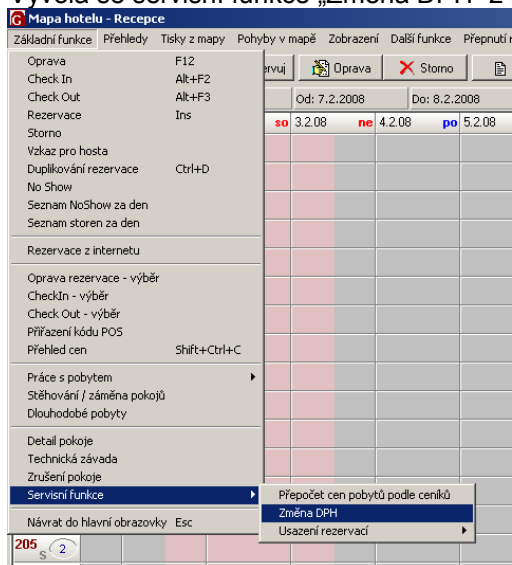 Vyvolá se servisní funkce „Změna DPH“ 2
Mapa hotelu - Recepce
Základní funkce Přehledy Tisky z mapy Pohyby v mapě Zobrazení Další funkce Přepnutí
Oprava F12
Check In Alt+F2
Check Out Alt+F3
Rezervace Ins
Storno
Vzkaz pro hosta
Duplikování rezervace Ctrl+D
No Show
Seznam NoShow za den
Seznam storen za den
Rezervace z internetu
Oprava rezervace - výběr
CheckIn - výběr
Check Out - výběr
Přiřazení kódu POS
Přehled cen Shift+Ctrl+C
Práce s pobytem
Stěhování / záměna pokojů
Dlouhodobé pobyty
Detail pokoje
Technická závada
Zrušení pokoje
Servisní funkce
Návrat do hlavní obrazovky Esc
rvuj Oprava Storno
Od: 7.2.2008 Do: 8.2.2008
so 3.2.08 ne 4.2.08 po 5.2.08
Přepočet cen pobytů podle ceníků
Změna DPH
Usazení rezervací
205 S 2